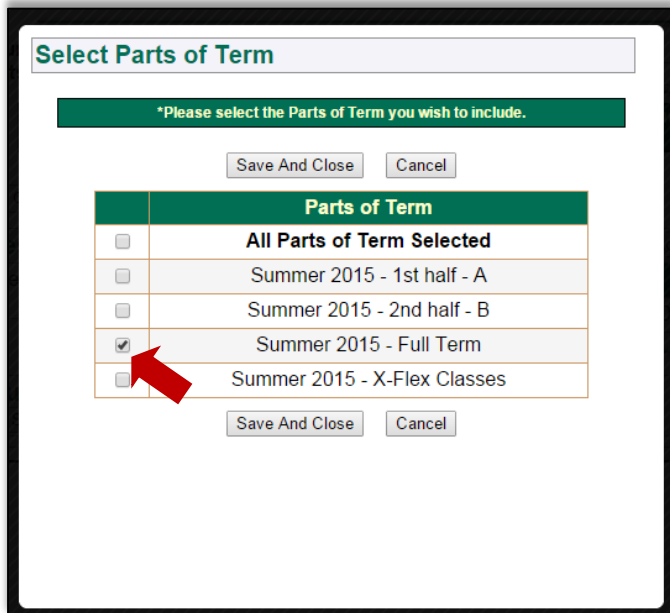 Select Parts of Term
*Please select the Parts of Term you wish to include.
Save And Close Cancel
Parts of Term
All Parts of Term Selected
Summer 2015 - 1st half - A
Summer 2015 - 2nd half - B
Summer 2015 - Full Term
Summer 2015 - X-Flex Classes
Save And Close Cancel